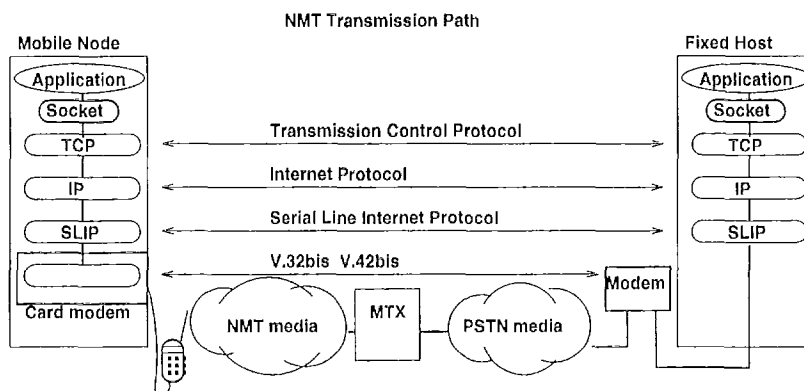 NMT Transmission Path
Mobile Node
Fixed Host
Application
Application
Socket
Socket
Transmission Control Protocol
TCP
TCP
Internet Protocol
IP
IP
Serial Line Internet Protocol
SLIP
SLIP
V.32bis V.42bis
Modem
Card modem
NMT media
MTX
PSTN media